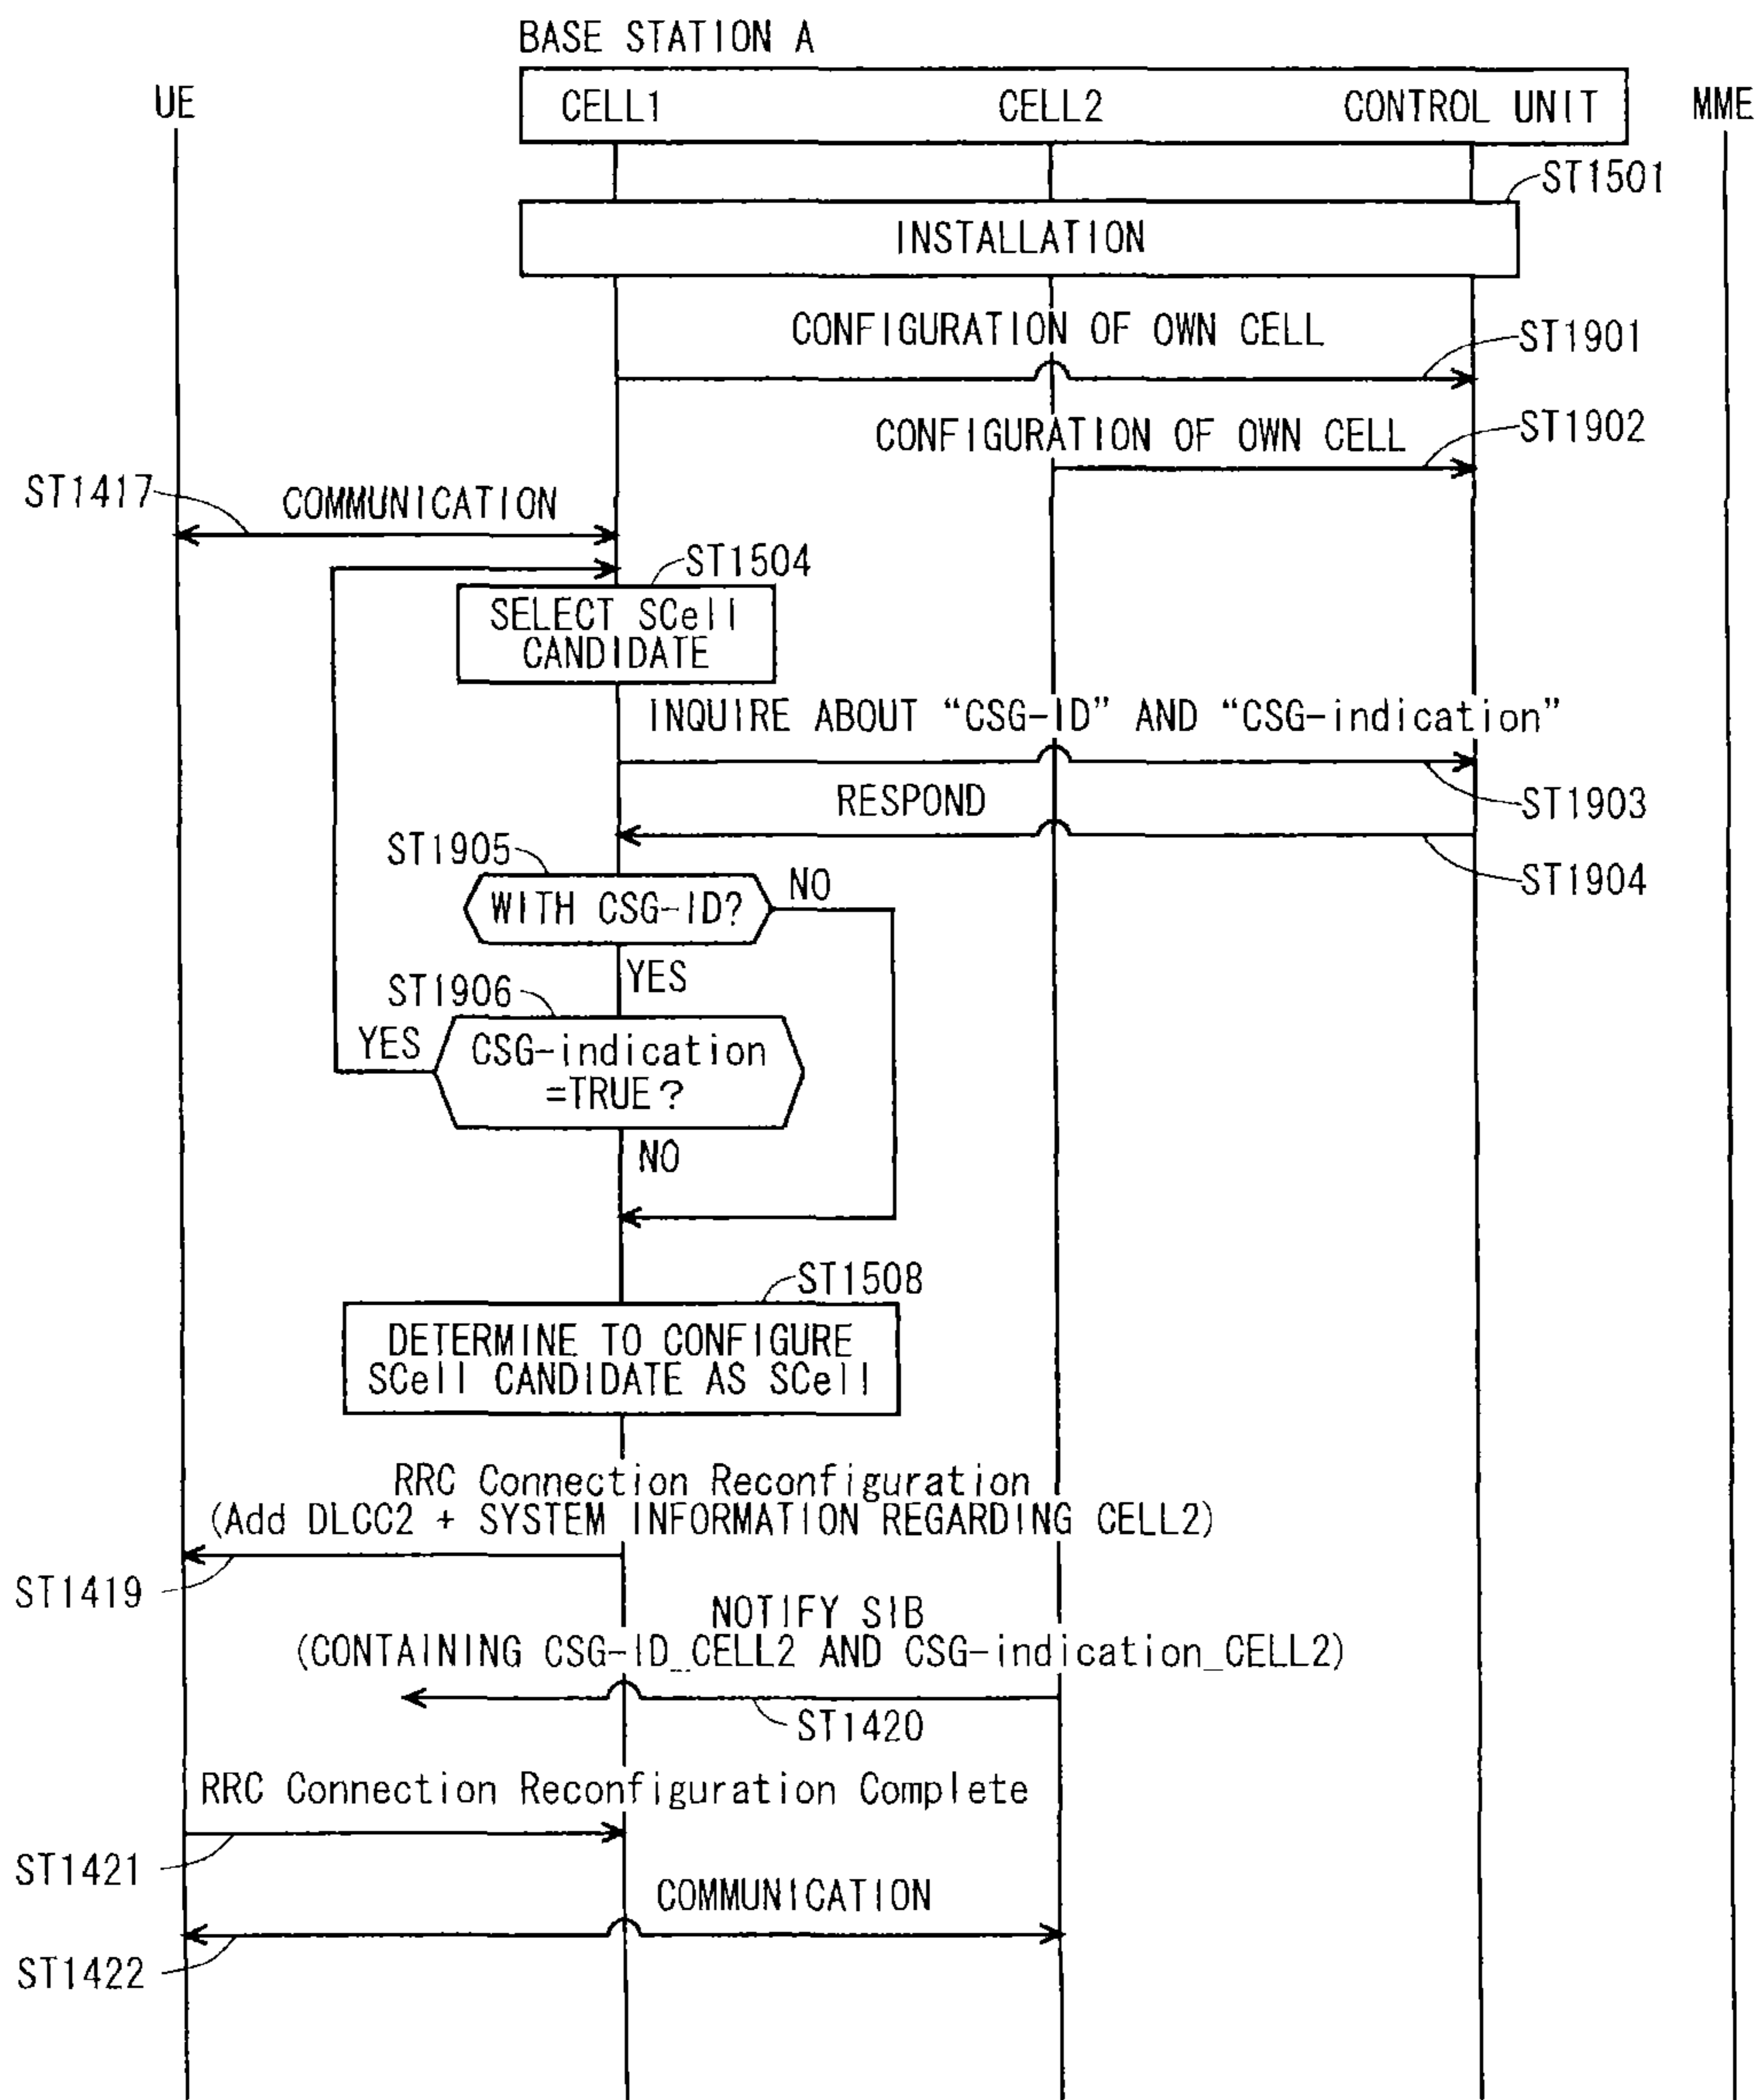 BASE STATION A
UE
CELL1
CELL2
CONTROL UNIT
MME
ST1501
INSTALLATION
CONFIGURATION OF OWN CELL
ST1901
CONFIGURATION OF OWN CELL
ST1902
ST1417
COMMUNICATION
ST1504
SELECT SCell
CANDIDATE
INQUIRE ABOUT “CSG-ID” AND “CSG-indication”
ST1903
RESPOND
ST1904
ST1905
WITH CSG-ID?
NO
YES
ST1906
YES
CSG-indication
=TRUE?
NO
ST1508
DETERMINE TO CONFIGURE
SCell CANDIDATE AS SCell
RRC Connection Reconfiguration
(Add DLCC2 + SYSTEM INFORMATION REGARDING CELL2)
ST1419
NOTIFY SIB
(CONTAINING CSG-ID_CELL2 AND CSG-indication_CELL2)
ST1420
RRC Connection Reconfiguration Complete
ST1421
COMMUNICATION
ST1422